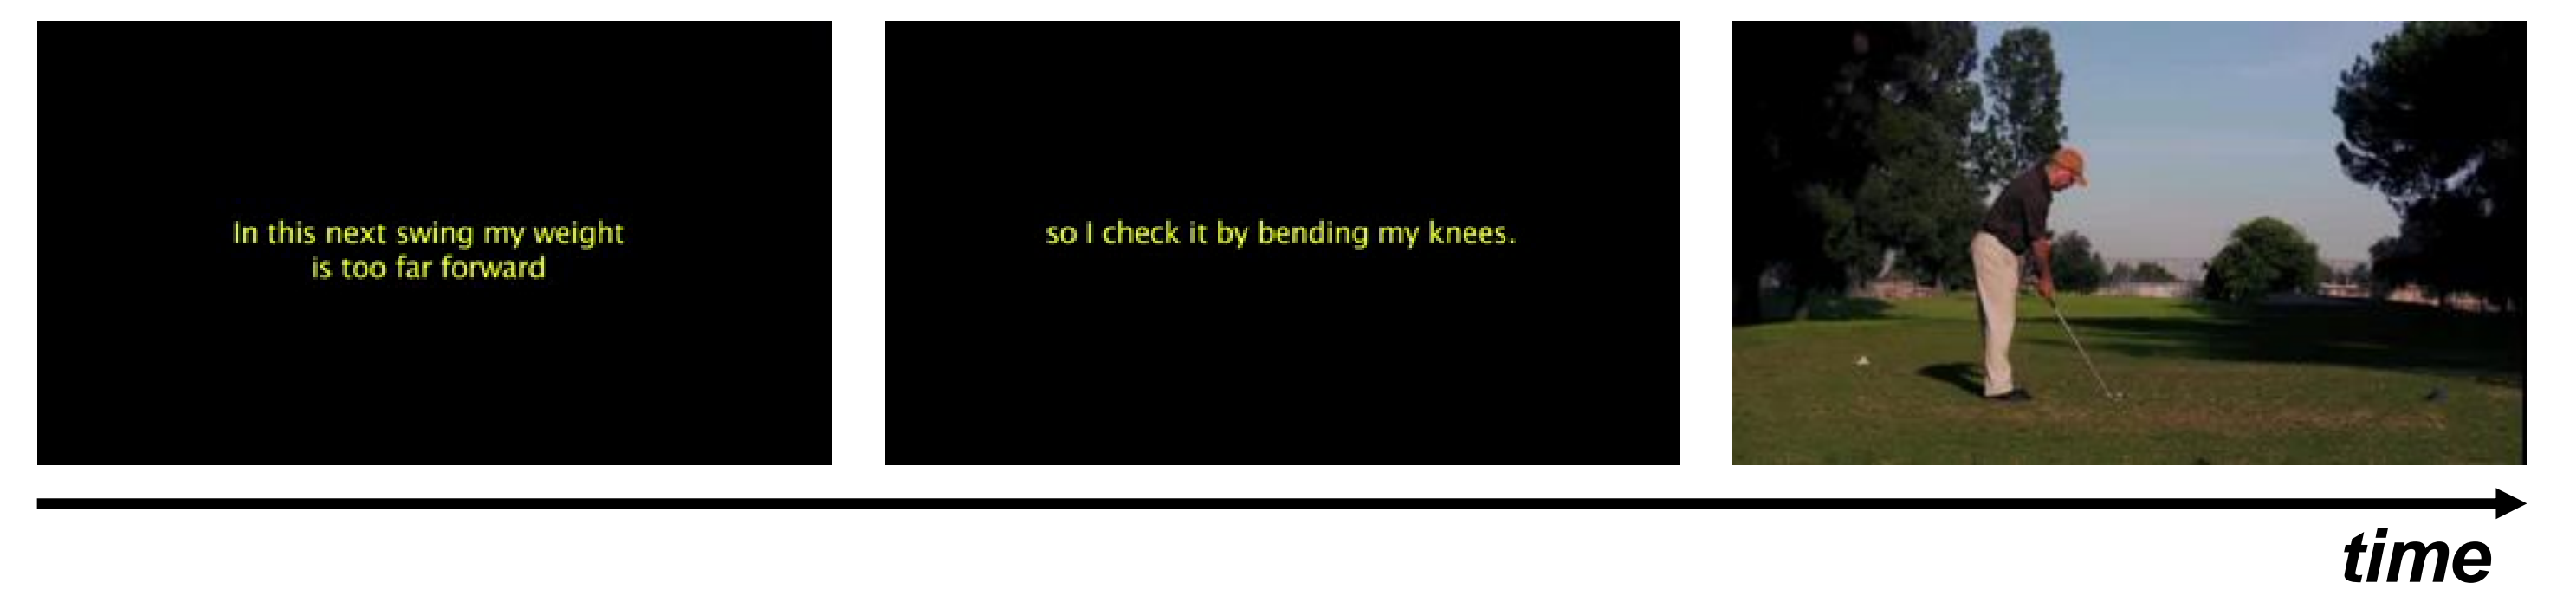 In this next swing my weight
is too far forward
so I check it by bending my knees.
time